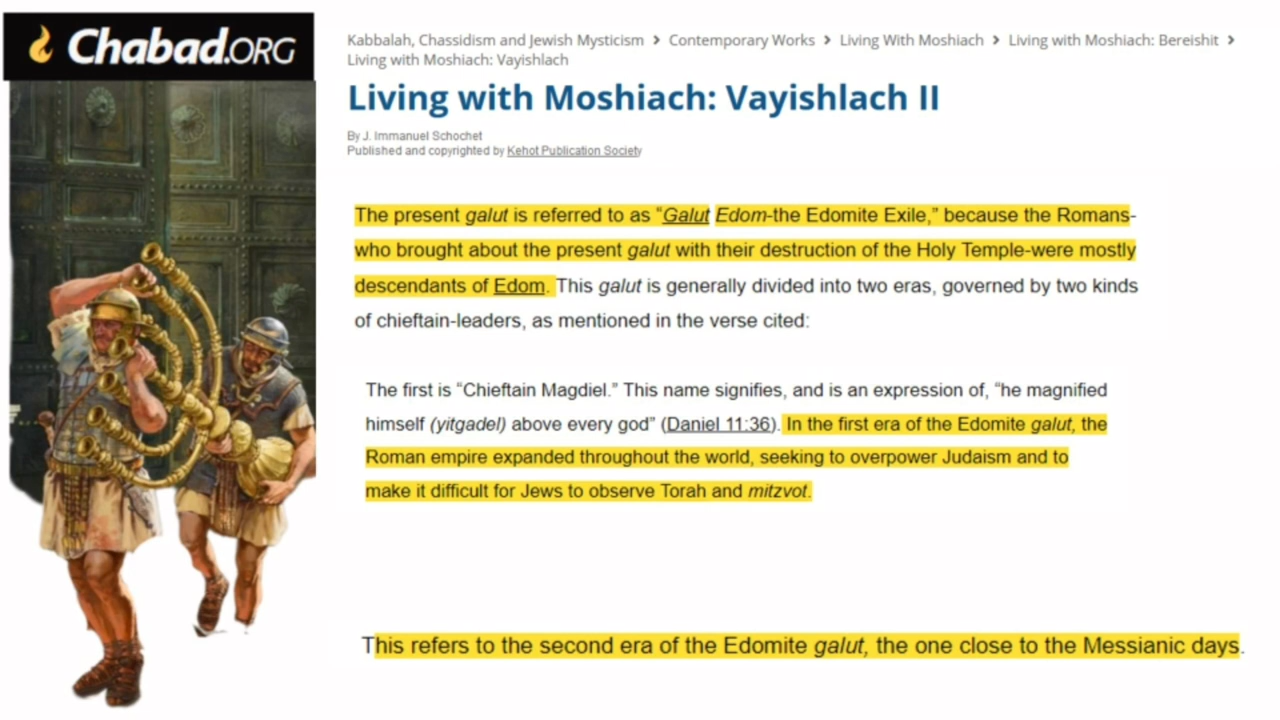 Chabad.ORG
Kabbalah, Chassidism and Jewish Mysticism › Contemporary Works › Living With Moshiach › Living with Moshiach: Bereishit ›
Living with Moshiach: Vayishlach
Living with Moshiach: Vayishlach II
By J. Immanuel Schochet
Published and copyrighted by Kehot Publication Society
The present galut is referred to as “Galut Edom-the Edomite Exile,” because the Romans-
who brought about the present galut with their destruction of the Holy Temple-were mostly
descendants of Edom. This galut is generally divided into two eras, governed by two kinds
of chieftain-leaders, as mentioned in the verse cited:
The first is “Chieftain Magdiel.” This name signifies, and is an expression of, “he magnified
himself (yitgadel) above every god” (Daniel 11:36). In the first era of the Edomite galut, the
Roman empire expanded throughout the world, seeking to overpower Judaism and to
make it difficult for Jews to observe Torah and mitzvot.
This refers to the second era of the Edomite galut, the one close to the Messianic days.